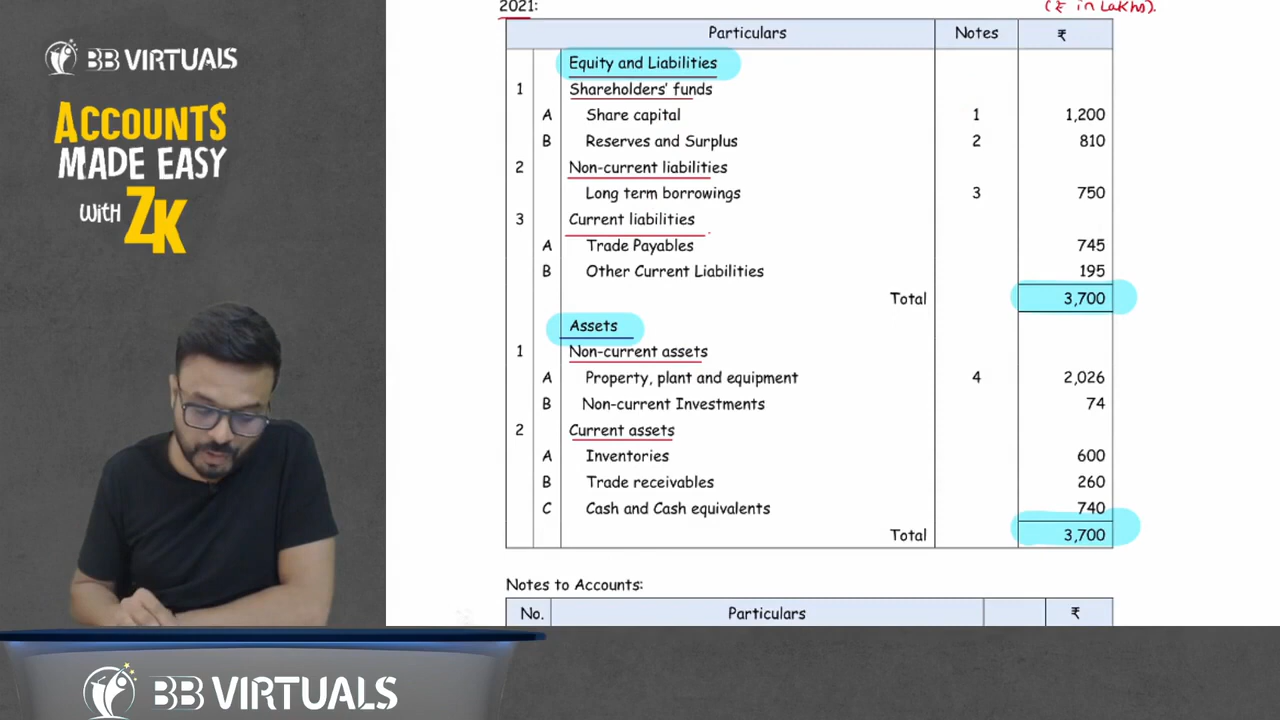 2021:
(₹ in Lakhs).
BB VIRTUALS
ACCOUNTS
MADE EASY
WITH ZK
Particulars Notes ₹
Equity and Liabilities
1 Shareholders' funds
A Share capital 1 1,200
B Reserves and Surplus 2 810
2 Non-current liabilities
Long term borrowings 3 750
3 Current liabilities
A Trade Payables 745
B Other Current Liabilities 195
Total 3,700
Assets
1 Non-current assets
A Property, plant and equipment 4 2,026
B Non-current Investments 74
2 Current assets
A Inventories 600
B Trade receivables 260
C Cash and Cash equivalents 740
Total 3,700
Notes to Accounts:
No. Particulars ₹
BB VIRTUALS